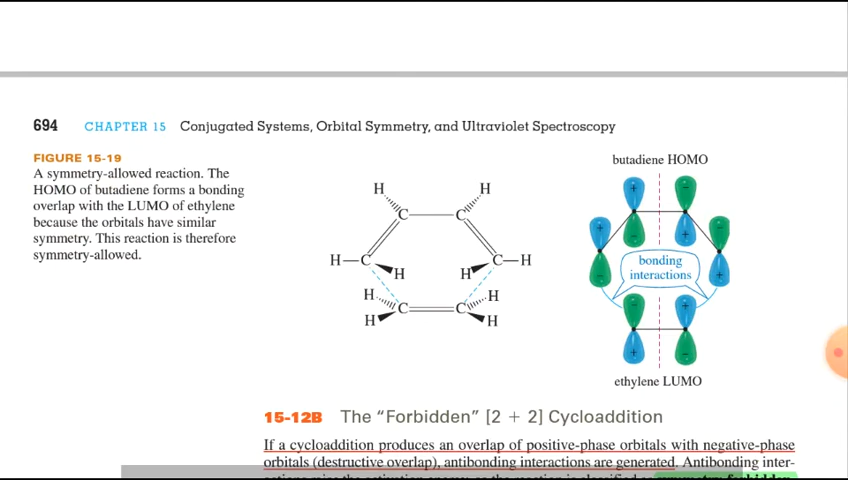 694 CHAPTER 15 Conjugated Systems, Orbital Symmetry, and Ultraviolet Spectroscopy
FIGURE 15-19
A symmetry-allowed reaction. The
HOMO of butadiene forms a bonding
overlap with the LUMO of ethylene
because the orbitals have similar
symmetry. This reaction is therefore
symmetry-allowed.
H H
C C
H C H H C H
H C C H
H H
butadiene HOMO
+ −
+ −
− +
bonding
interactions
− +
+ −
ethylene LUMO
15-12B The "Forbidden" [2 + 2] Cycloaddition
If a cycloaddition produces an overlap of positive-phase orbitals with negative-phase
orbitals (destructive overlap), antibonding interactions are generated. Antibonding inter-